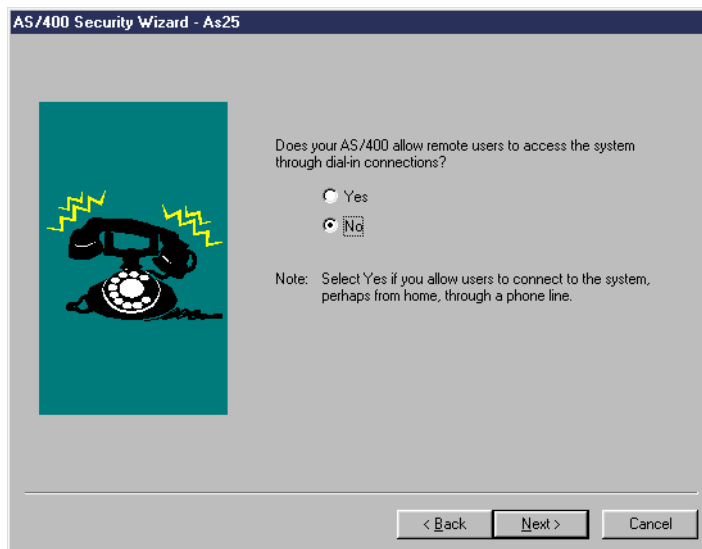 AS/400 Security Wizard - As25
Does your AS/400 allow remote users to access the system
through dial-in connections?
Yes
No
Note: Select Yes if you allow users to connect to the system,
perhaps from home, through a phone line.
< Back Next > Cancel